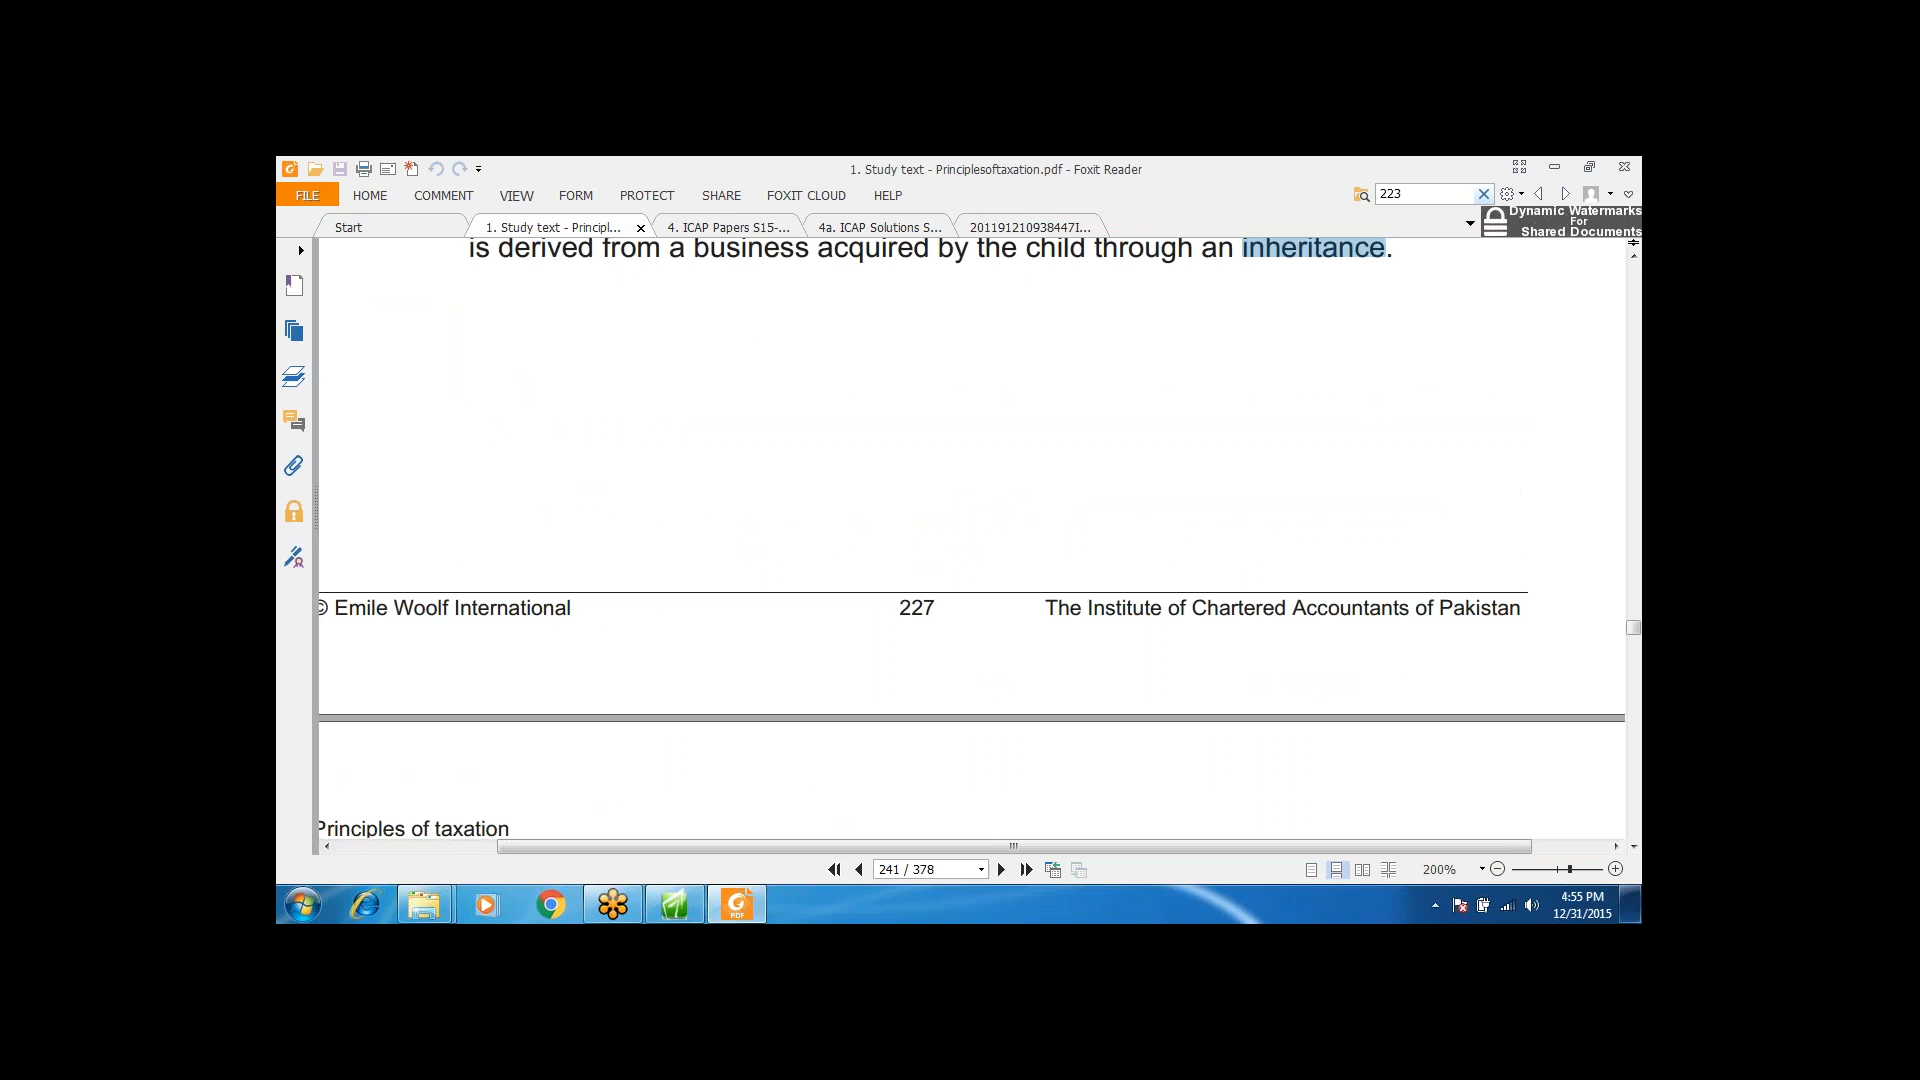 1. Study text - Principlesoftaxation.pdf - Foxit Reader
FILE HOME COMMENT VIEW FORM PROTECT SHARE FOXIT CLOUD HELP 223
Dynamic Watermarks
For
Shared Documents
Start 1. Study text - Principl... 4. ICAP Papers S15-... 4a. ICAP Solutions S... 201191210938447I...
is derived from a business acquired by the child through an inheritance.
© Emile Woolf International 227 The Institute of Chartered Accountants of Pakistan
Principles of taxation
241 / 378 200%
PDF
4:55 PM
12/31/2015